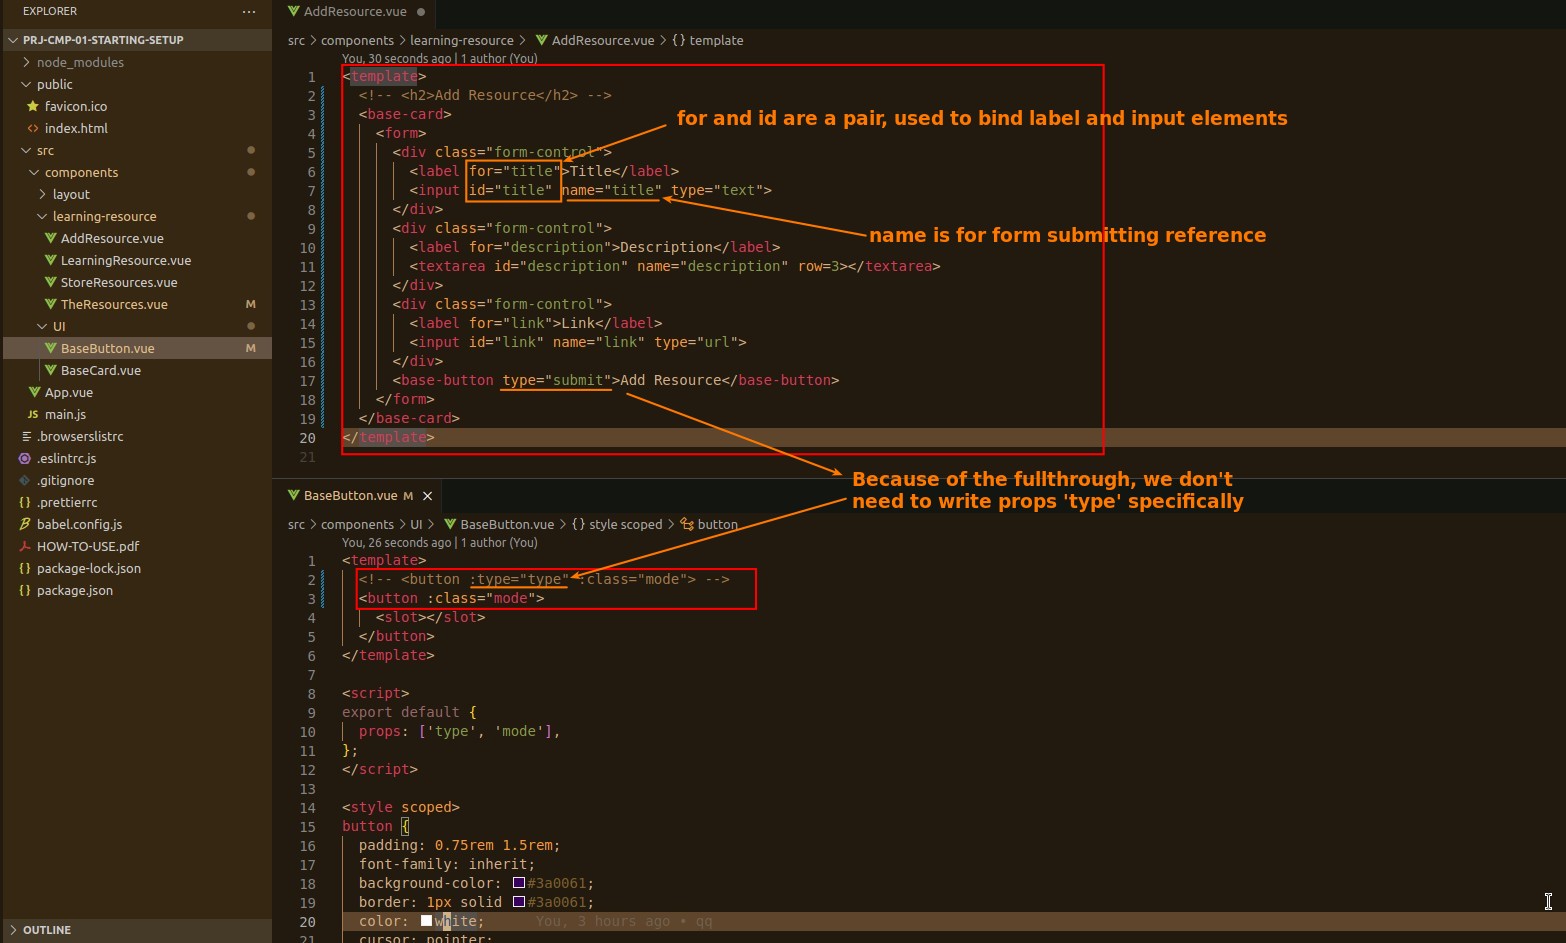 EXPLORER
PRJ-CMP-01-STARTING-SETUP
node_modules
public
favicon.ico
index.html
src
components
layout
learning-resource
AddResource.vue
LearningResource.vue
StoreResources.vue
TheResources.vue M
UI
BaseButton.vue M
BaseCard.vue
App.vue
JS main.js
.browserslistrc
.eslintrc.js
.gitignore
{ } .prettierrc
babel.config.js
HOW-TO-USE.pdf
{ } package-lock.json
{ } package.json
OUTLINE
AddResource.vue
src > components > learning-resource > AddResource.vue > { } template
You, 30 seconds ago | 1 author (You)
1 <template>
2 <!-- <h2>Add Resource</h2> -->
3 <base-card>
for and id are a pair, used to bind label and input elements
4 <form>
5 <div class="form-control">
6 <label for="title">Title</label>
7 <input id="title" name="title" type="text">
8 </div>
9 <div class="form-control">
name is for form submitting reference
10 <label for="description">Description</label>
11 <textarea id="description" name="description" row=3></textarea>
12 </div>
13 <div class="form-control">
14 <label for="link">Link</label>
15 <input id="link" name="link" type="url">
16 </div>
17 <base-button type="submit">Add Resource</base-button>
18 </form>
19 </base-card>
20 </template>
21
Because of the fullthrough, we don't
need to write props 'type' specifically
BaseButton.vue M
src > components > UI > BaseButton.vue > { } style scoped > button
You, 26 seconds ago | 1 author (You)
1 <template>
2 <!-- <button :type="type" :class="mode"> -->
3 <button :class="mode">
4 <slot></slot>
5 </button>
6 </template>
7
8 <script>
9 export default {
10 props: ['type', 'mode'],
11 };
12 </script>
13
14 <style scoped>
15 button {
16 padding: 0.75rem 1.5rem;
17 font-family: inherit;
18 background-color: #3a0061;
19 border: 1px solid #3a0061;
20 color: white; You, 3 hours ago • qq
21 cursor: pointer;